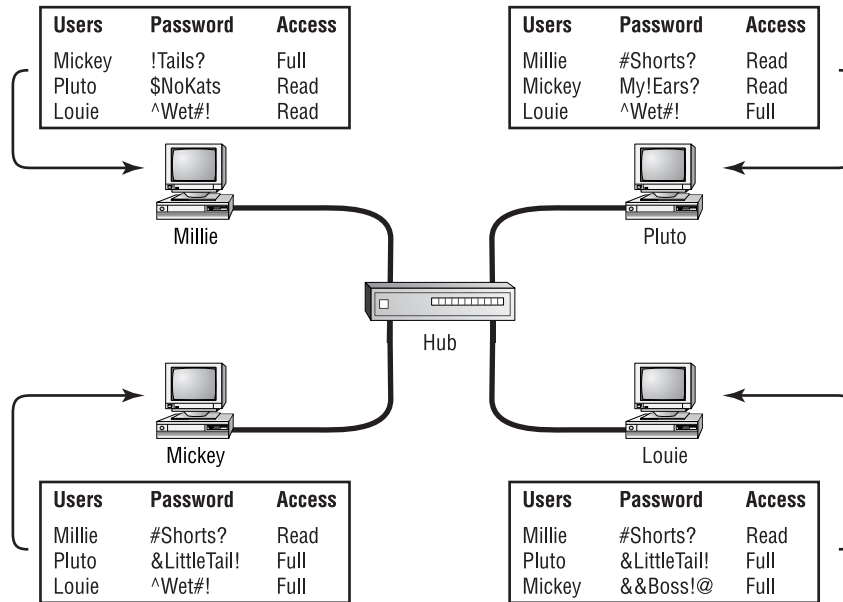 Users Password Access
Mickey !Tails? Full
Pluto $NoKats Read
Louie ^Wet#! Read
Users Password Access
Millie #Shorts? Read
Mickey My!Ears? Read
Louie ^Wet#! Full
Millie
Pluto
Hub
Mickey
Louie
Users Password Access
Millie #Shorts? Read
Pluto &LittleTail! Full
Louie ^Wet#! Full
Users Password Access
Millie #Shorts? Read
Pluto &LittleTail! Full
Mickey &&Boss!@ Full